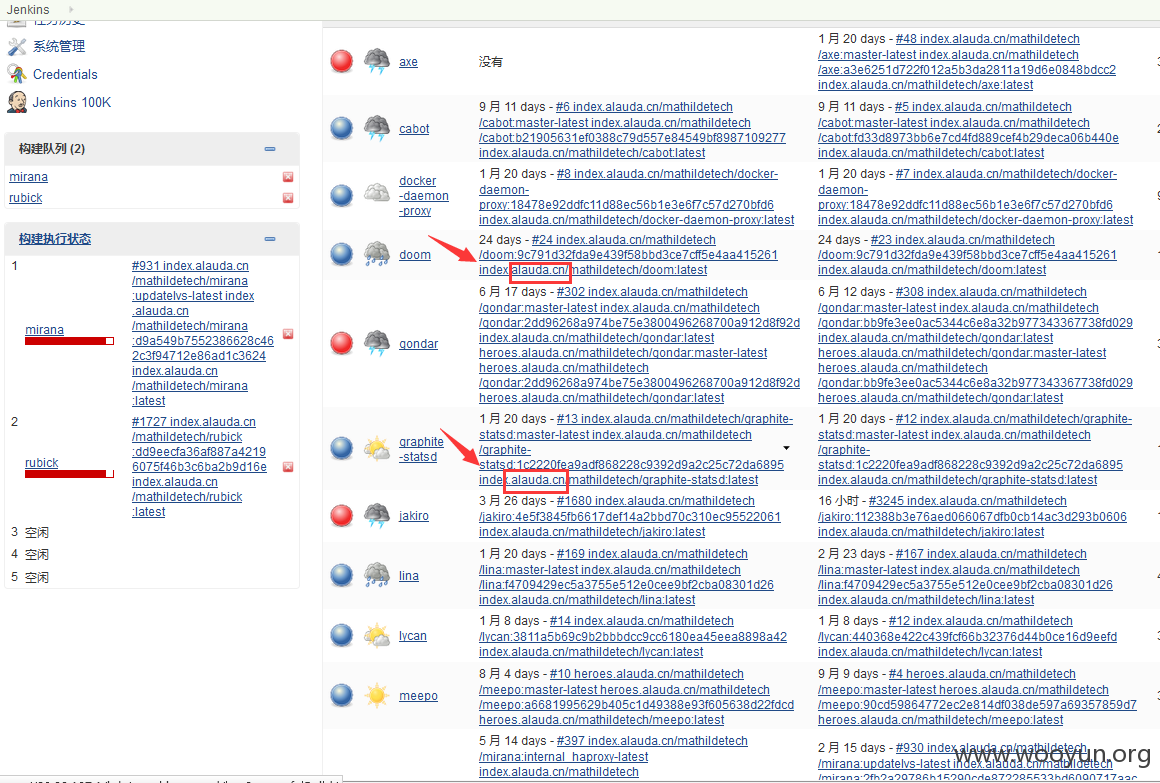 Jenkins
任务历史
系统管理
Credentials
Jenkins 100K
构建队列 (2)
mirana
rubick
构建执行状态
1
mirana
#931 index.alauda.cn
/mathildetech/mirana
:updatelvs-latest index
.alauda.cn
/mathildetech/mirana
:d9a549b7552386628c46
2c3f94712e86ad1c3624
index.alauda.cn
/mathildetech/mirana
:latest
2
rubick
#1727 index.alauda.cn
/mathildetech/rubick
:dd9eecfa36af887a4219
6075f46b3c6ba2b9d16e
index.alauda.cn
/mathildetech/rubick
:latest
3 空闲
4 空闲
5 空闲
axe
没有
1 月 20 days - #48 index.alauda.cn/mathildetech
/axe:master-latest index.alauda.cn/mathildetech
/axe:a3e6251d722f012a5b3da2811a19d6e0848bdcc2
index.alauda.cn/mathildetech/axe:latest
cabot
9 月 11 days - #6 index.alauda.cn/mathildetech
/cabot:master-latest index.alauda.cn/mathildetech
/cabot:b21905631ef0388c79d557e84549bf8987109277
index.alauda.cn/mathildetech/cabot:latest
9 月 11 days - #5 index.alauda.cn/mathildetech
/cabot:master-latest index.alauda.cn/mathildetech
/cabot:fd33d8973bb6e7cd4fd889cef4b29deca06b440e
index.alauda.cn/mathildetech/cabot:latest
docker
-daemon
-proxy
1 月 20 days - #8 index.alauda.cn/mathildetech/docker-
daemon-
proxy:18478e92ddfc11d88ec56b1e3e6f7c57d270bfd6
index.alauda.cn/mathildetech/docker-daemon-proxy:latest
1 月 20 days - #7 index.alauda.cn/mathildetech/docker-
daemon-
proxy:18478e92ddfc11d88ec56b1e3e6f7c57d270bfd6
index.alauda.cn/mathildetech/docker-daemon-proxy:latest
doom
24 days - #24 index.alauda.cn/mathildetech
/doom:9c791d32fda9e439f58bbd3ce7cff5e4aa415261
index.alauda.cn/mathildetech/doom:latest
24 days - #23 index.alauda.cn/mathildetech
/doom:9c791d32fda9e439f58bbd3ce7cff5e4aa415261
index.alauda.cn/mathildetech/doom:latest
gondar
6 月 17 days - #302 index.alauda.cn/mathildetech
/gondar:master-latest index.alauda.cn/mathildetech
/gondar:2dd96268a974be75e3800496268700a912d8f92d
index.alauda.cn/mathildetech/gondar:latest
heroes.alauda.cn/mathildetech/gondar:master-latest
heroes.alauda.cn/mathildetech
/gondar:2dd96268a974be75e3800496268700a912d8f92d
heroes.alauda.cn/mathildetech/gondar:latest
6 月 12 days - #308 index.alauda.cn/mathildetech
/gondar:master-latest index.alauda.cn/mathildetech
/gondar:bb9fe3ee0ac5344c6e8a32b977343367738fd029
index.alauda.cn/mathildetech/gondar:latest
heroes.alauda.cn/mathildetech/gondar:master-latest
heroes.alauda.cn/mathildetech
/gondar:bb9fe3ee0ac5344c6e8a32b977343367738fd029
heroes.alauda.cn/mathildetech/gondar:latest
graphite
-statsd
1 月 20 days - #13 index.alauda.cn/mathildetech/graphite-
statsd:master-latest index.alauda.cn/mathildetech
/graphite-
statsd:1c2220fea9adf868228c9392d9a2c25c72da6895
index.alauda.cn/mathildetech/graphite-statsd:latest
1 月 20 days - #12 index.alauda.cn/mathildetech/graphite-
statsd:master-latest index.alauda.cn/mathildetech
/graphite-
statsd:1c2220fea9adf868228c9392d9a2c25c72da6895
index.alauda.cn/mathildetech/graphite-statsd:latest
jakiro
3 月 26 days - #1680 index.alauda.cn/mathildetech
/jakiro:4e5f3845fb6617def14a2bbd70c310ec95522061
index.alauda.cn/mathildetech/jakiro:latest
16 小时 - #3245 index.alauda.cn/mathildetech
/jakiro:112388b3e76aed066067dfb0cb14ac3d293b0606
index.alauda.cn/mathildetech/jakiro:latest
lina
1 月 20 days - #169 index.alauda.cn/mathildetech
/lina:master-latest index.alauda.cn/mathildetech
/lina:f4709429ec5a3755e512e0cee9bf2cba08301d26
index.alauda.cn/mathildetech/lina:latest
2 月 23 days - #167 index.alauda.cn/mathildetech
/lina:master-latest index.alauda.cn/mathildetech
/lina:f4709429ec5a3755e512e0cee9bf2cba08301d26
index.alauda.cn/mathildetech/lina:latest
lycan
1 月 8 days - #14 index.alauda.cn/mathildetech
/lycan:3811a5b69c9b2bbbdcc9cc6180ea45eea8898a42
index.alauda.cn/mathildetech/lycan:latest
1 月 8 days - #12 index.alauda.cn/mathildetech
/lycan:440368e422c439fcf66b32376d44b0ce16d9eefd
index.alauda.cn/mathildetech/lycan:latest
meepo
8 月 4 days - #10 heroes.alauda.cn/mathildetech
/meepo:master-latest heroes.alauda.cn/mathildetech
/meepo:a6681995629b405c1d49388e93f605638d22fdcd
heroes.alauda.cn/mathildetech/meepo:latest
9 月 9 days - #4 heroes.alauda.cn/mathildetech
/meepo:master-latest heroes.alauda.cn/mathildetech
/meepo:90cd59864772ec2e814df038de597a69357859d7
heroes.alauda.cn/mathildetech/meepo:latest
5 月 14 days - #397 index.alauda.cn/mathildetech
/mirana:internal_haproxy-latest
index.alauda.cn/mathildetech
2 月 15 days - #930 index.alauda.cn/mathildetech
/mirana:updatelvs-latest index.alauda.cn/mathildetech
www.wooyun.org